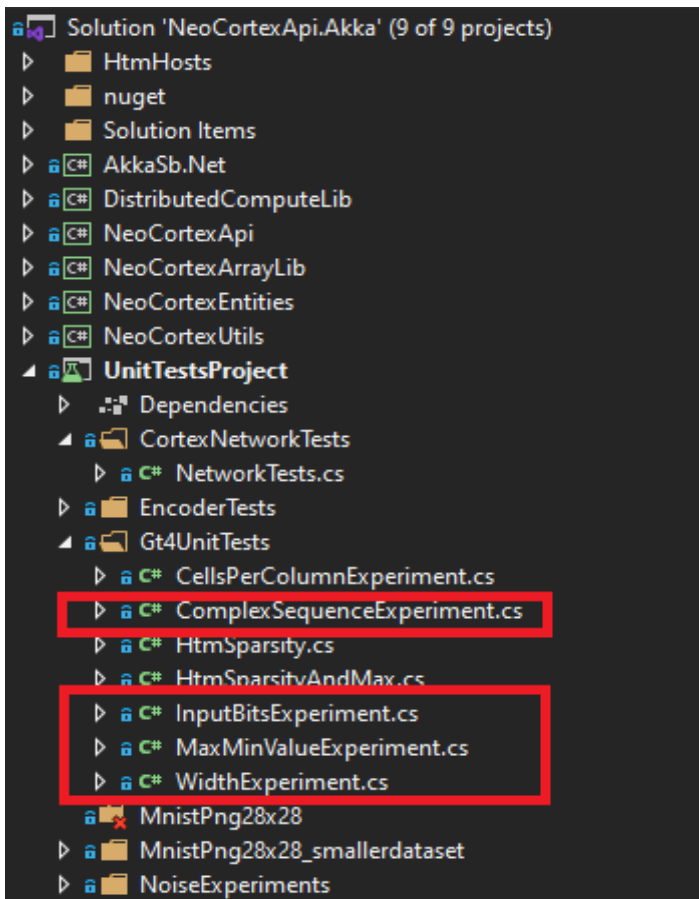 Solution 'NeoCortexApi.Akka' (9 of 9 projects)
HtmHosts
nuget
Solution Items
C# AkkaSb.Net
C# DistributedComputeLib
C# NeoCortexApi
C# NeoCortexArrayLib
C# NeoCortexEntities
C# NeoCortexUtils
UnitTestsProject
Dependencies
CortexNetworkTests
C# NetworkTests.cs
EncoderTests
Gt4UnitTests
C# CellsPerColumnExperiment.cs
C# ComplexSequenceExperiment.cs
C# HtmSparsity.cs
C# HtmSparsityAndMax.cs
C# InputBitsExperiment.cs
C# MaxMinValueExperiment.cs
C# WidthExperiment.cs
MnistPng28x28
MnistPng28x28_smallerdataset
NoiseExperiments